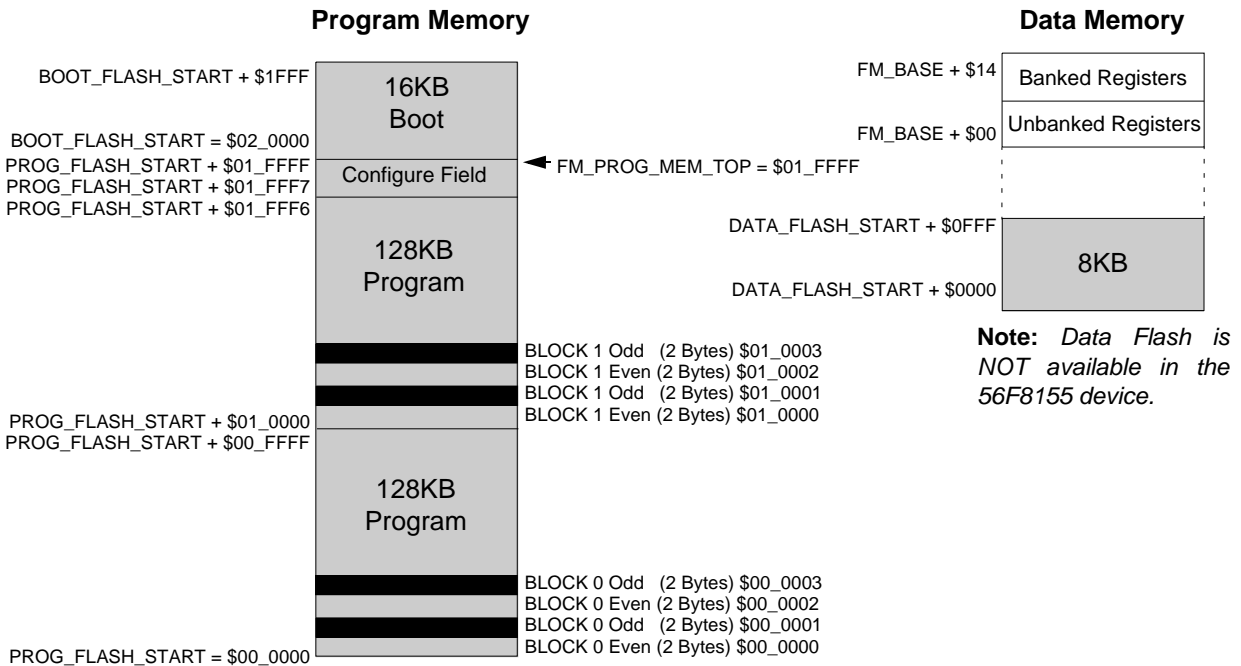 Program Memory
BOOT_FLASH_START + $1FFF
16KB
Boot
BOOT_FLASH_START = $02_0000
PROG_FLASH_START + $01_FFFF
FM_PROG_MEM_TOP = $01_FFFF
Configure Field
PROG_FLASH_START + $01_FFF7
PROG_FLASH_START + $01_FFF6
128KB
Program
BLOCK 1 Odd (2 Bytes) $01_0003
BLOCK 1 Even (2 Bytes) $01_0002
BLOCK 1 Odd (2 Bytes) $01_0001
BLOCK 1 Even (2 Bytes) $01_0000
PROG_FLASH_START + $01_0000
PROG_FLASH_START + $00_FFFF
128KB
Program
BLOCK 0 Odd (2 Bytes) $00_0003
BLOCK 0 Even (2 Bytes) $00_0002
BLOCK 0 Odd (2 Bytes) $00_0001
BLOCK 0 Even (2 Bytes) $00_0000
PROG_FLASH_START = $00_0000
Data Memory
FM_BASE + $14
Banked Registers
Unbanked Registers
FM_BASE + $00
DATA_FLASH_START + $0FFF
8KB
DATA_FLASH_START + $0000
Note: Data Flash is
NOT available in the
56F8155 device.